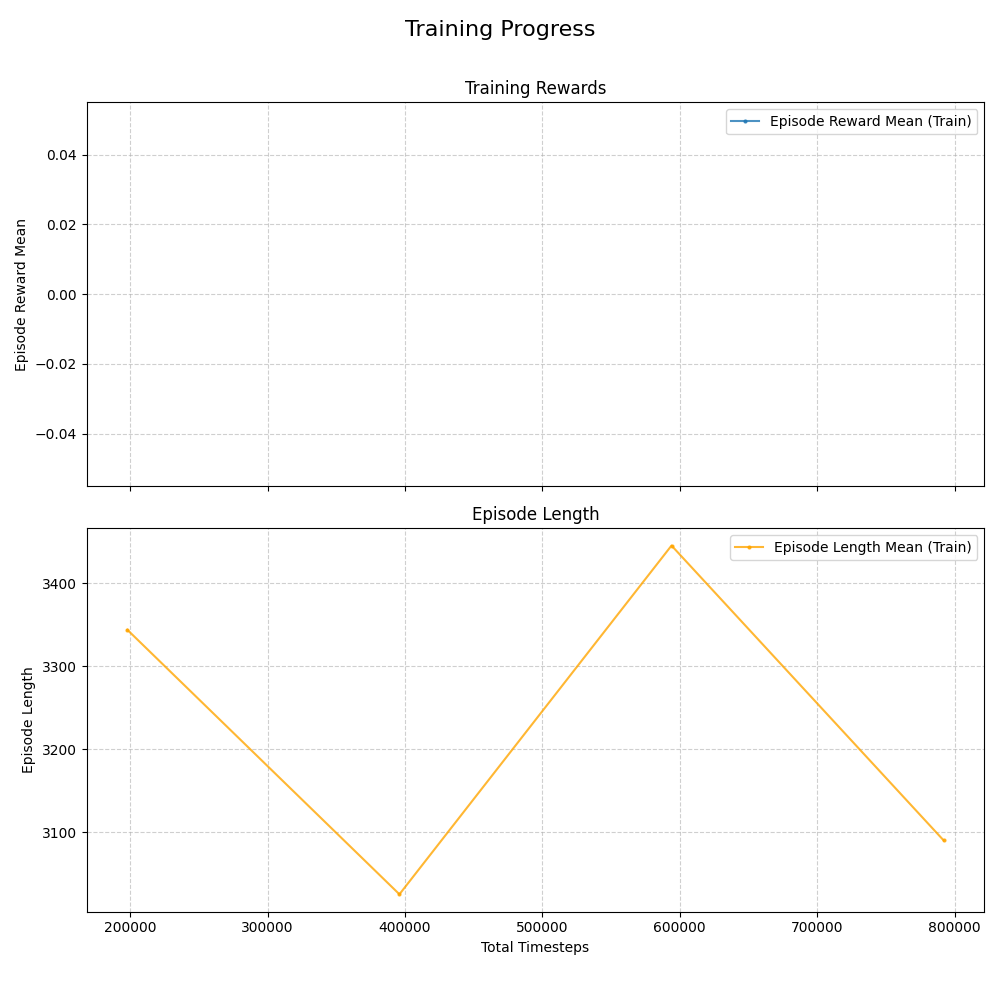 Training Progress
Training Rewards
Episode Reward Mean (Train)
0.04
0.02
0.00
−0.02
−0.04
Episode Reward Mean
Episode Length
Episode Length Mean (Train)
3400
3300
3200
3100
Episode Length
200000 300000 400000 500000 600000 700000 800000
Total Timesteps